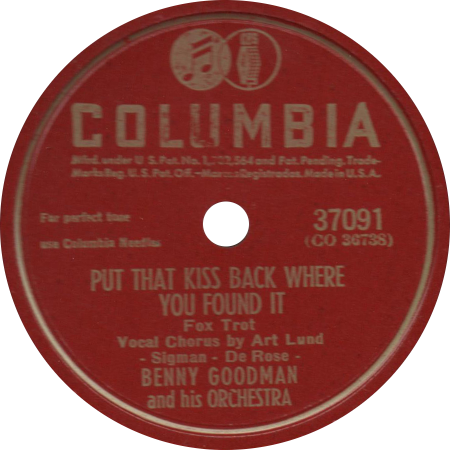 COLUMBIA
Mfd. under U S. Pat. No. 1,702,564 and Pat. Pending. Trade-
Marks Reg. U. S. Pat. Off. – Marcas Registradas. Made in U. S. A.
For perfect tone
use Columbia Needles
37091
(CO 36738)
PUT THAT KISS BACK WHERE
YOU FOUND IT
Fox Trot
Vocal Chorus by Art Lund
- Sigman - De Rose -
BENNY GOODMAN
and his ORCHESTRA